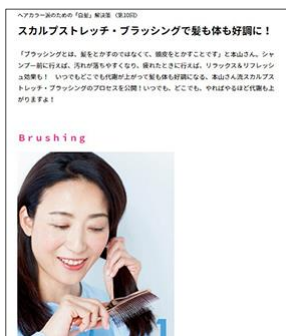 ヘアカラー派のための「白髪」解決塾 〈第10回〉
スカルプストレッチ・ブラッシングで髪も体も好調に！
「ブラッシングとは、髪をとかすのではなくて、頭皮をとかすことです」と本山さん。シャ
ンプー前に行えば、汚れが落ちやすくなり、疲れたときに行えば、リラックス＆リフレッシ
ュ効果も！　いつでもどこでも代謝が上がって髪も体も好調になる、本山さん流スカルプス
トレッチ・ブラッシングのプロセスを公開！いつでも、どこでも、やればやるほど代謝も上
がりますよ！
Brushing
1